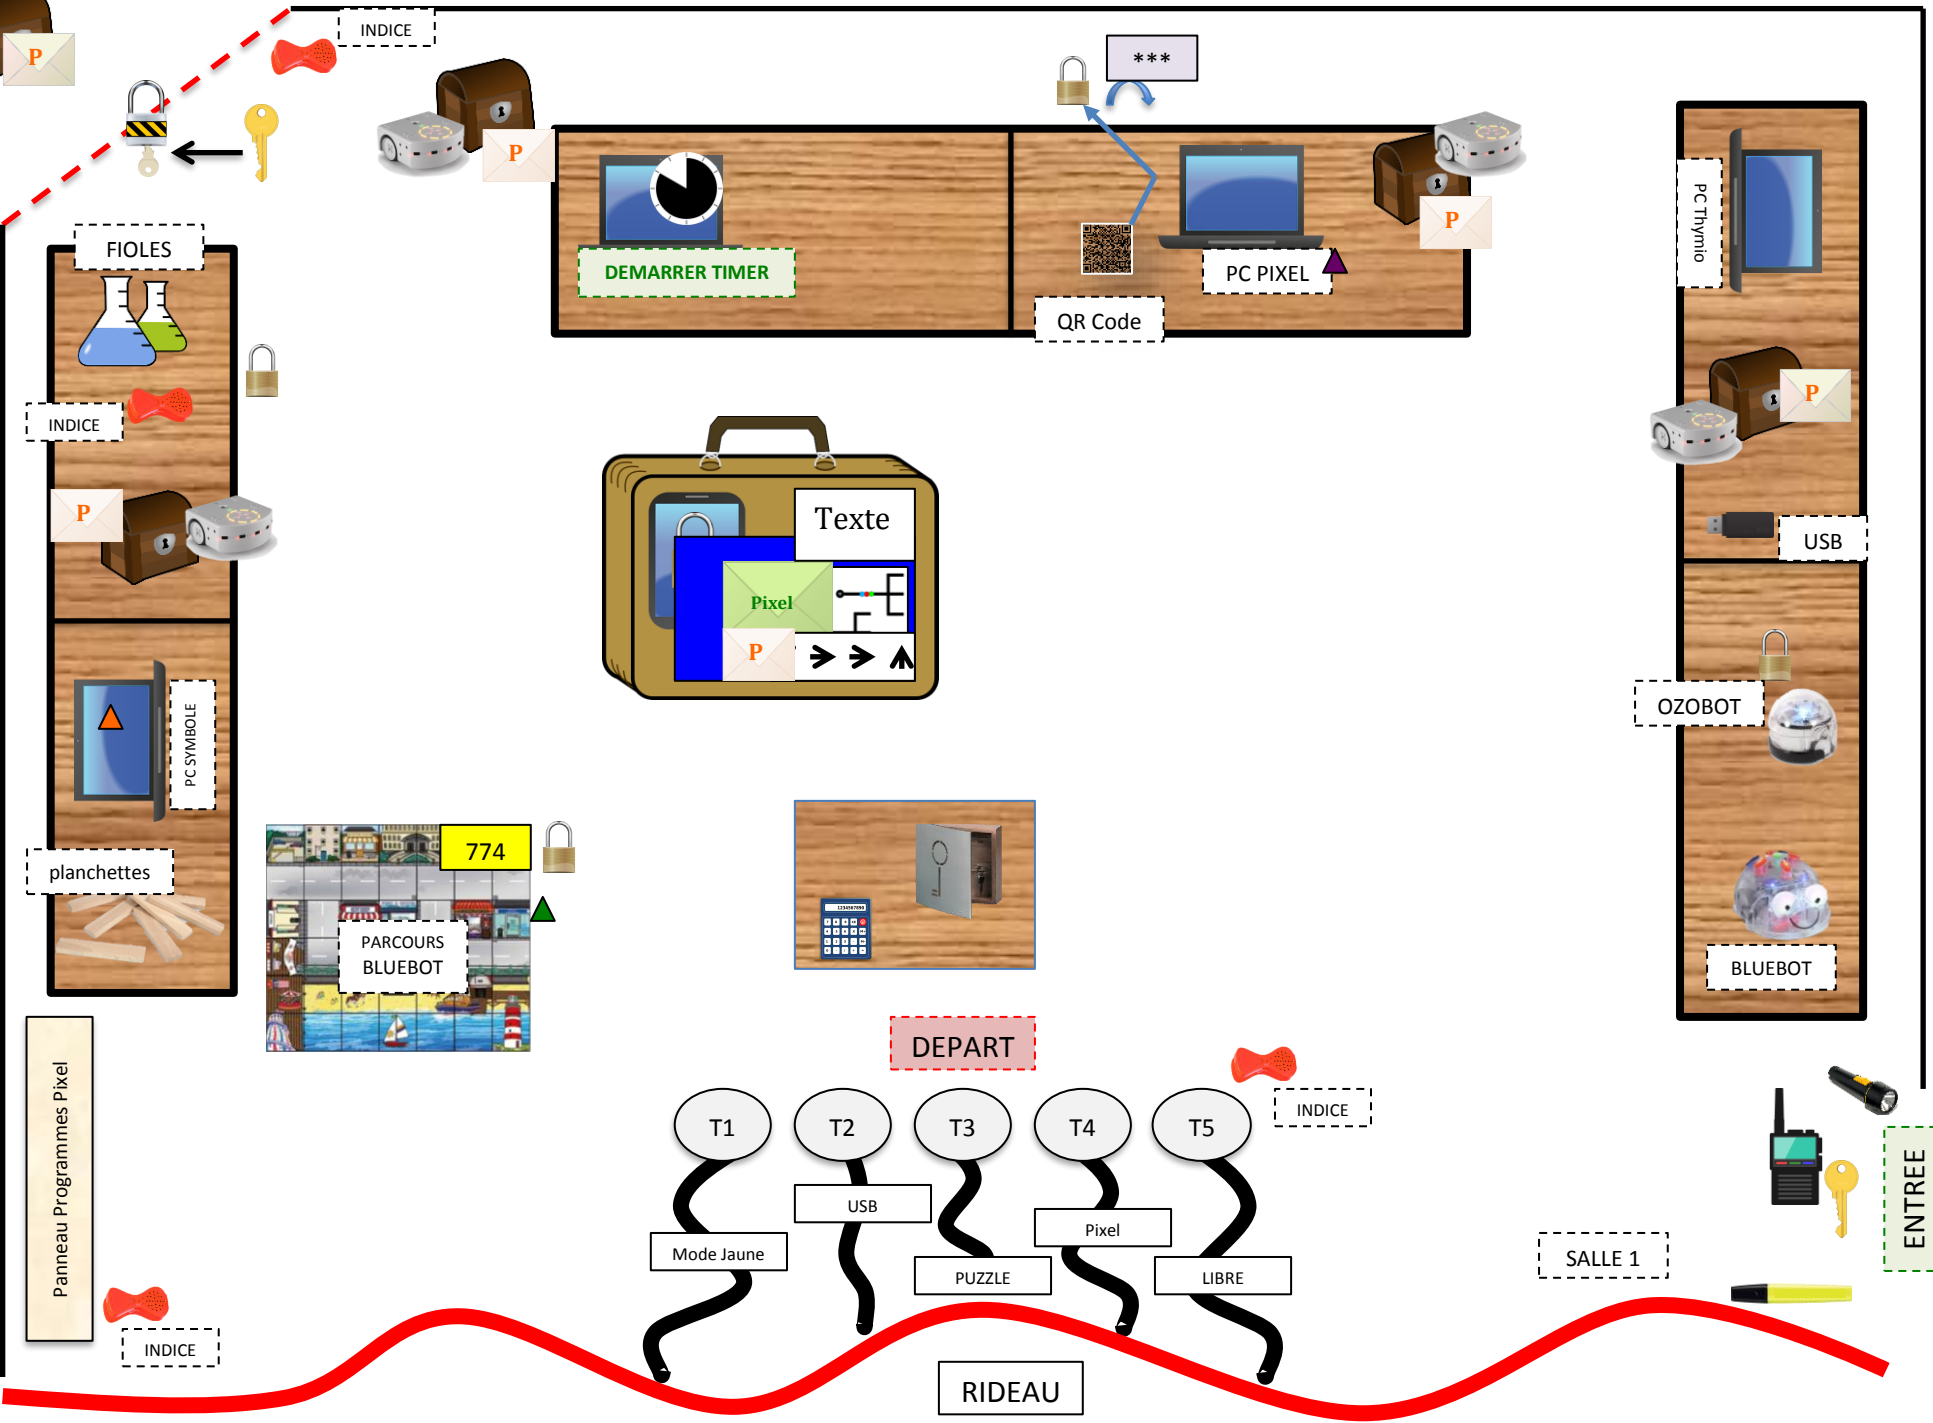 INDICE
P
***
P
P
FIOLES
DEMARRER TIMER
PC PIXEL
QR Code
PC Thymio
P
INDICE
P
USB
Texte
Pixel
P
OZOBOT
PC SYMBOLE
planchettes
774
PARCOURS
BLUEBOT
1234567890
BLUEBOT
DEPART
Panneau Programmes Pixel
INDICE
T1
T2
T3
T4
T5
USB
Mode Jaune
PUZZLE
Pixel
LIBRE
ENTREE
SALLE 1
INDICE
RIDEAU